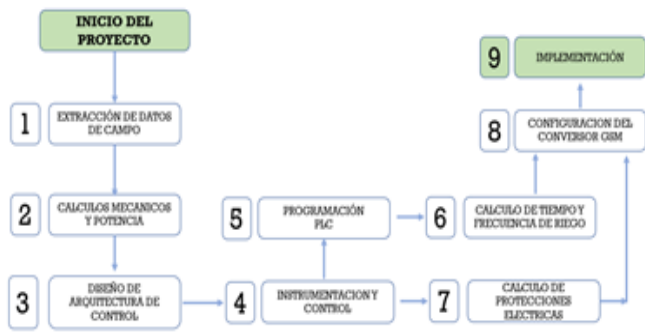 INICIO DEL
PROYECTO
1
EXTRACCIÓN DE DATOS
DE CAMPO
2
CALCULOS MECANICOS
Y POTENCIA
3
DISEÑO DE
ARQUITECTURA DE
CONTROL
4
INSTRUMENTACION Y
CONTROL
5
PROGRAMACIÓN
PLC
6
CALCULO DE TIEMPO Y
FRECUENCIA DE RIEGO
7
CALCULO DE
PROTECCIONES
ELECTRICAS
8
CONFIGURACION DEL
CONVERSOR GSM
9
IMPLEMENTACIÓN